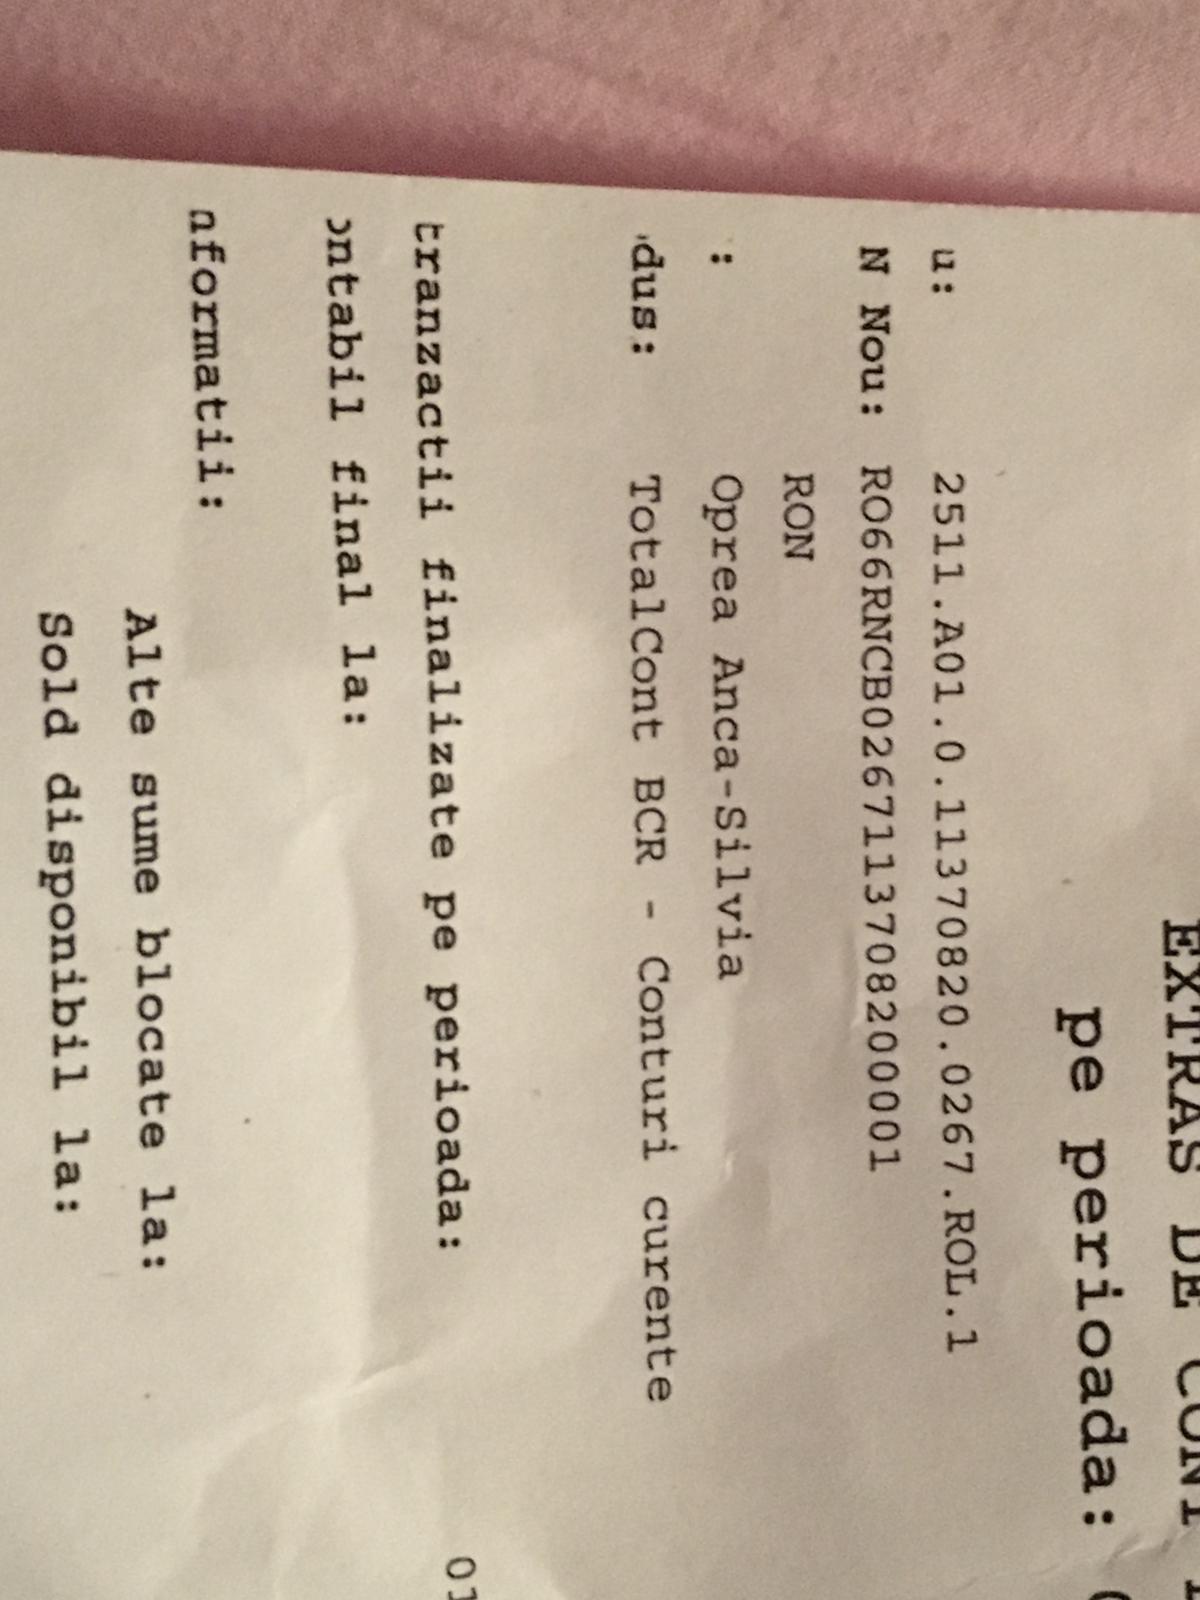 EXTRAS DE CONT
pe perioada:
u: 2511.A01.0.11370820.0267.ROL.1
N Nou: RO66RNCB0267113708200001
RON
: Oprea Anca-Silvia
dus: TotalCont BCR - Conturi curente
tranzactii finalizate pe perioada: 01
ontabil final la:
nformatii:
Alte sume blocate la:
Sold disponibil la: